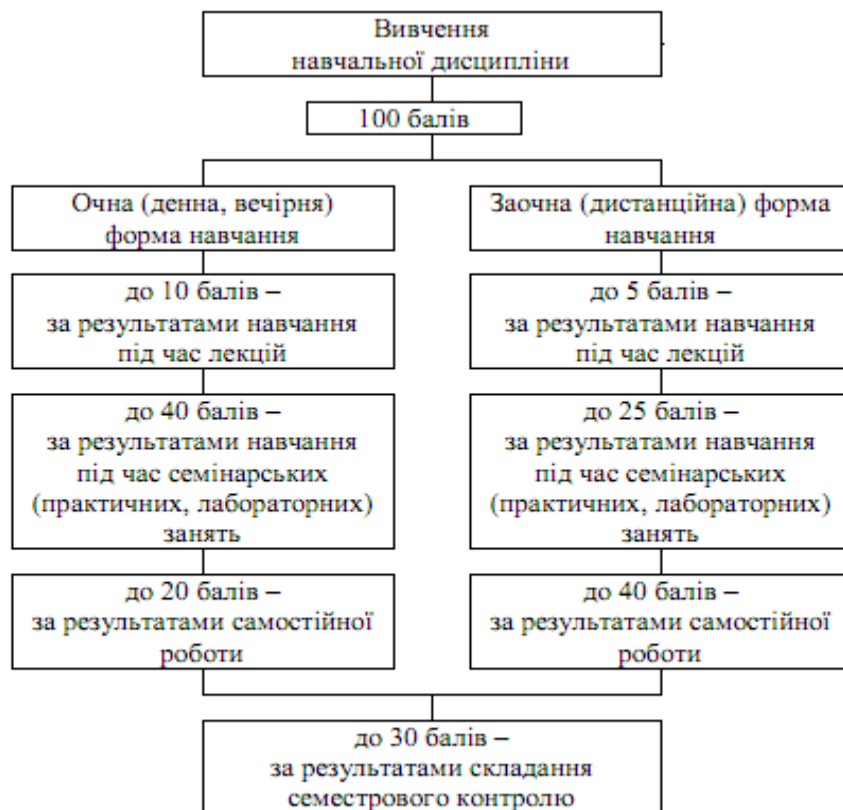 Вивчення
навчальної дисципліни
100 балів
Очна (денна, вечірня)
форма навчання
до 10 балів –
за результатами навчання
під час лекцій
до 40 балів –
за результатами навчання
під час семінарських
(практичних, лабораторних)
занять
до 20 балів –
за результатами самостійної
роботи
Заочна (дистанційна) форма
навчання
до 5 балів –
за результатами навчання
під час лекцій
до 25 балів –
за результатами навчання
під час семінарських
(практичних, лабораторних)
занять
до 40 балів –
за результатами самостійної
роботи
до 30 балів –
за результатами складання
семестрового контролю